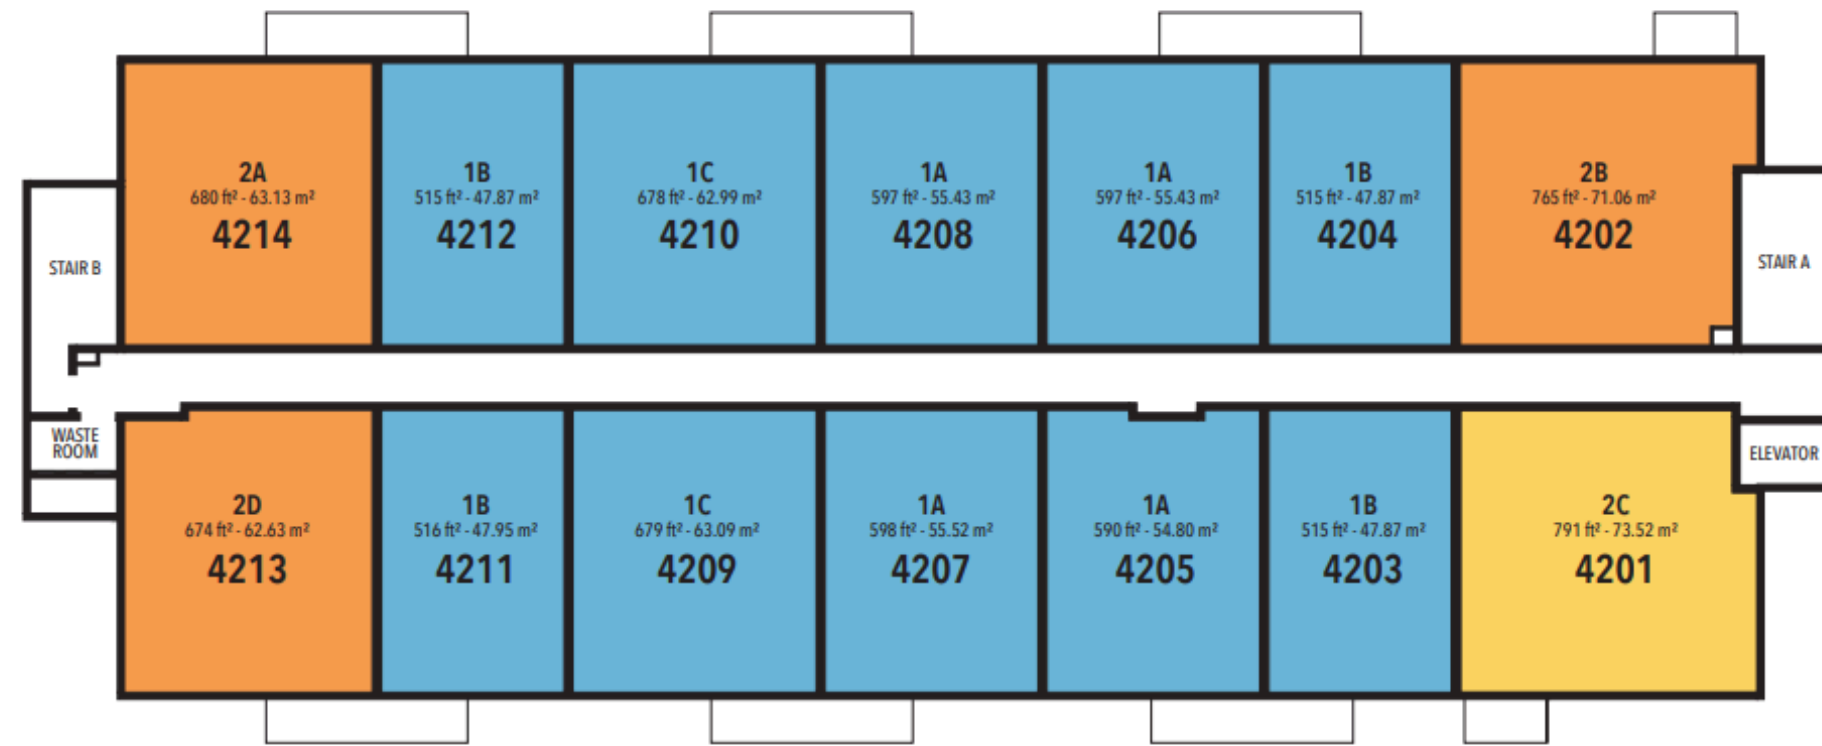 2A
680 ft² - 63.13 m²
4214
1B
515 ft² - 47.87 m²
4212
1C
678 ft² - 62.99 m²
4210
1A
597 ft² - 55.43 m²
4208
1A
597 ft² - 55.43 m²
4206
1B
515 ft² - 47.87 m²
4204
2B
765 ft² - 71.06 m²
4202
STAIR B
STAIR A
WASTE
ROOM
ELEVATOR
2D
674 ft² - 62.63 m²
4213
1B
516 ft² - 47.95 m²
4211
1C
679 ft² - 63.09 m²
4209
1A
598 ft² - 55.52 m²
4207
1A
590 ft² - 54.80 m²
4205
1B
515 ft² - 47.87 m²
4203
2C
791 ft² - 73.52 m²
4201